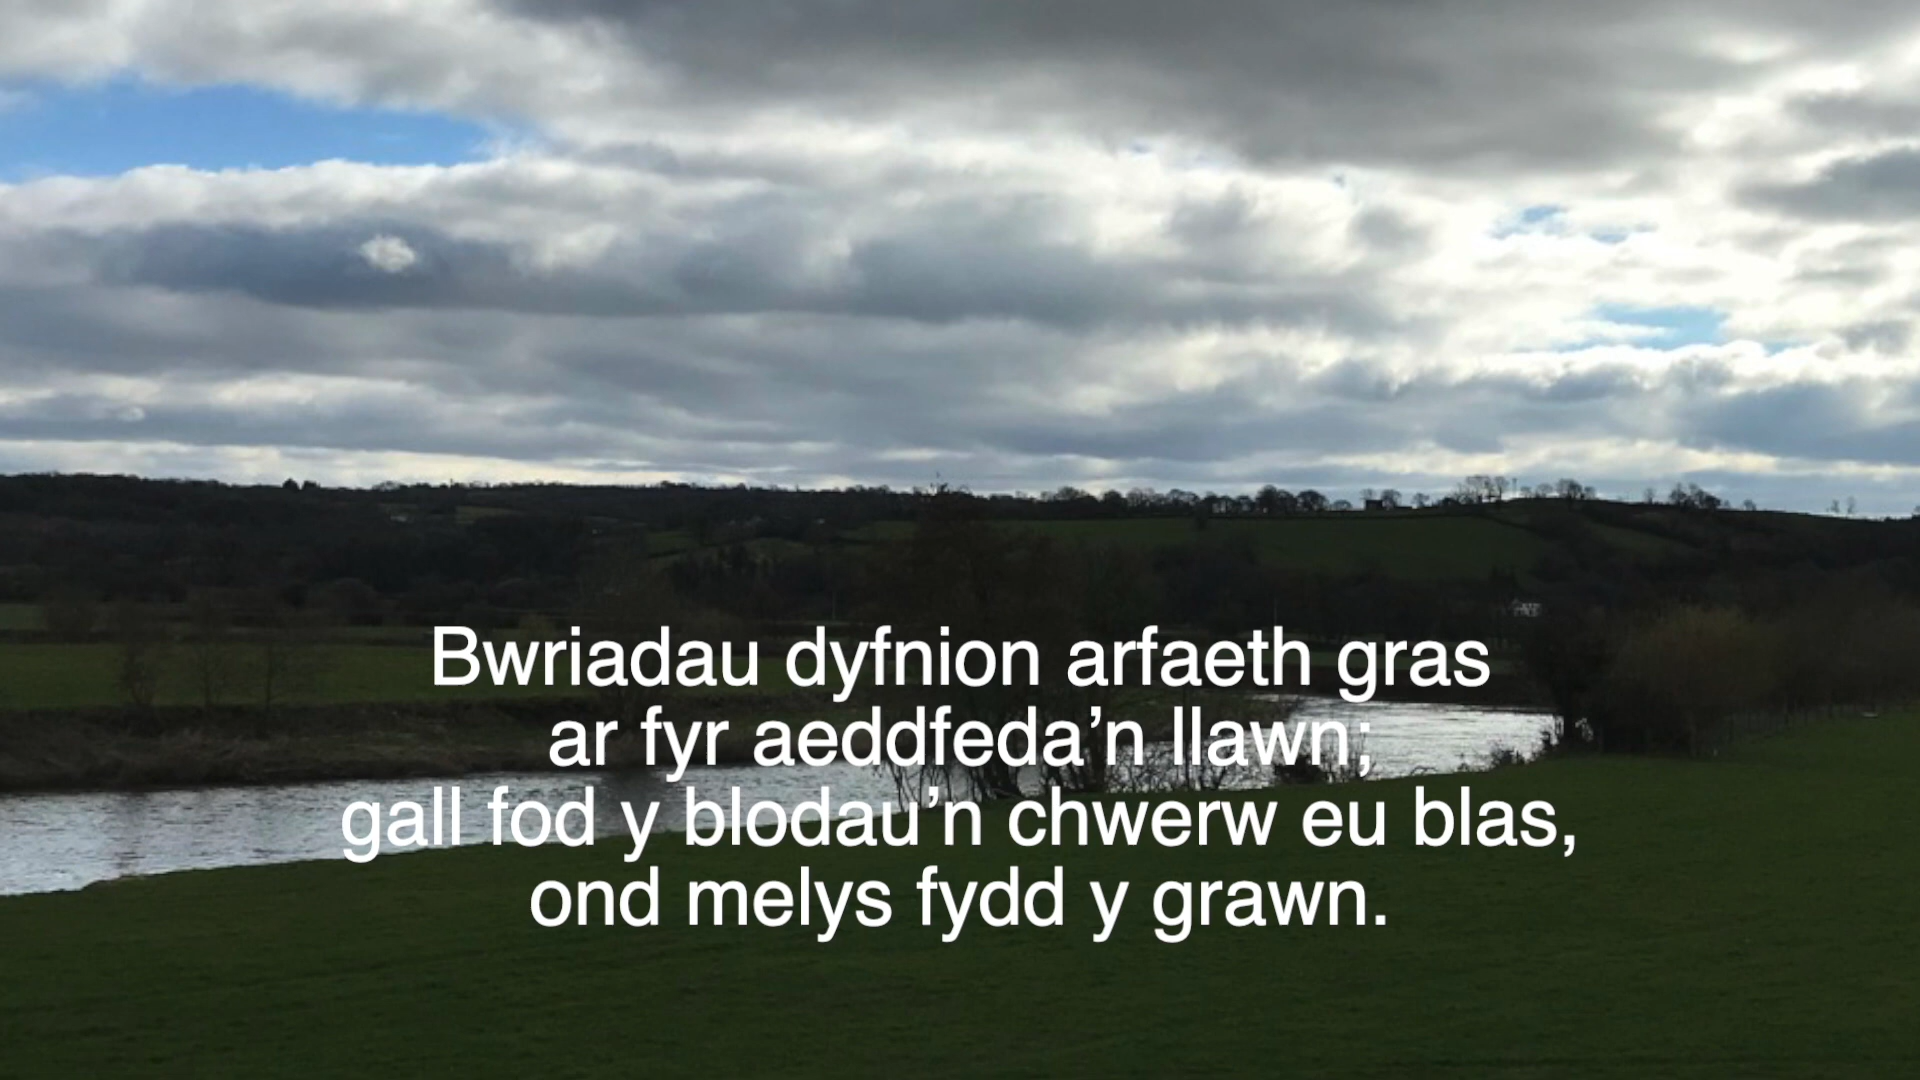 Bwriadau dyfnion arfaeth gras
ar fyr aeddfeda’n llawn;
gall fod y blodau’n chwerw eu blas,
ond melys fydd y grawn.